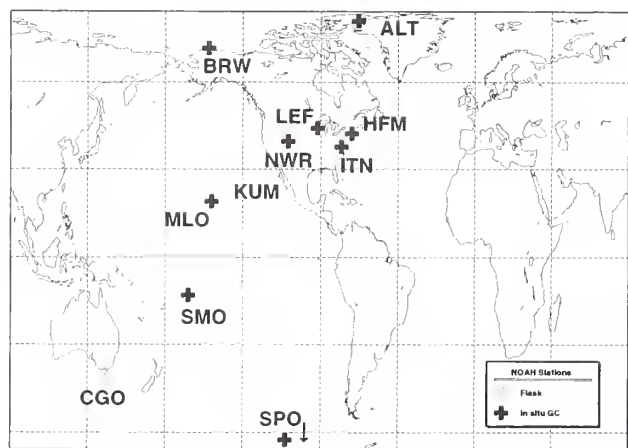 ALT
BRW
LEF
HFM
NWR
ITN
KUM
MLO
SMO
CGO
SPO
NOAH Stations
Flask
In situ GC